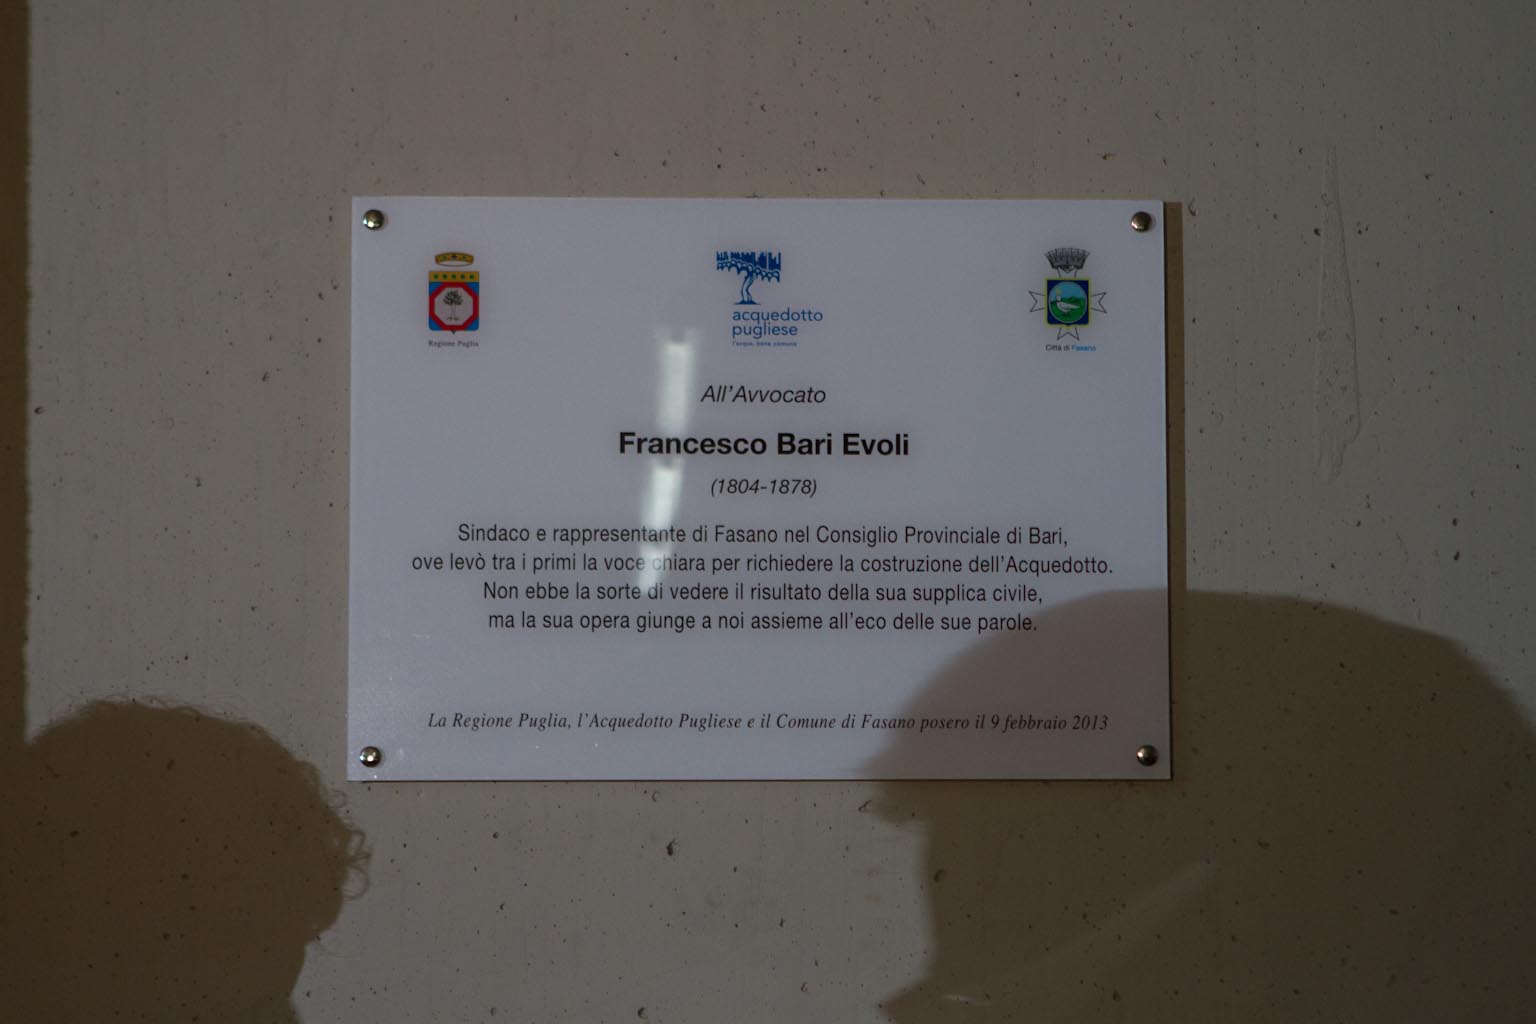 Regione Puglia
acquedotto
pugliese
l'acqua, bene comune
Città di Fasano
All'Avvocato
Francesco Bari Evoli
(1804-1878)
Sindaco e rappresentante di Fasano nel Consiglio Provinciale di Bari,
ove levò tra i primi la voce chiara per richiedere la costruzione dell'Acquedotto.
Non ebbe la sorte di vedere il risultato della sua supplica civile,
ma la sua opera giunge a noi assieme all'eco delle sue parole.
La Regione Puglia, l'Acquedotto Pugliese e il Comune di Fasano posero il 9 febbraio 2013